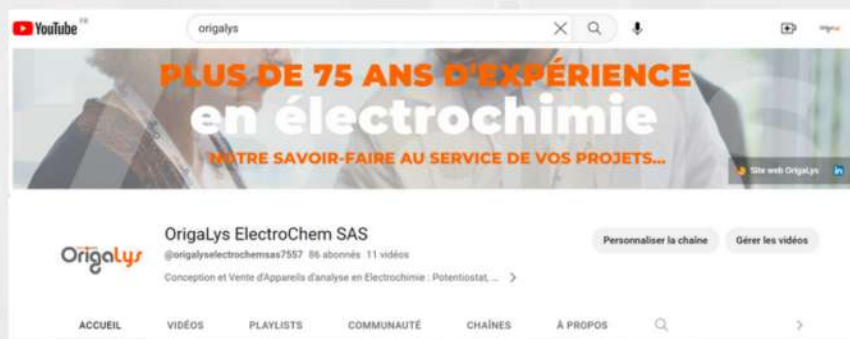 YouTube FR
origalys
PLUS DE 75 ANS D'EXPÉRIENCE
en électrochimie
NOTRE SAVOIR-FAIRE AU SERVICE DE VOS PROJETS...
Site web OrigaLys in
OrigaLys
OrigaLys ElectroChem SAS
@origalyselectrochemsas7557 86 abonnés 11 vidéos
Conception et Vente d'Appareils d'analyse en Electrochimie : Potentiostat, ...
Personnaliser la chaîne Gérer les vidéos
ACCUEIL VIDÉOS PLAYLISTS COMMUNAUTÉ CHAÎNES À PROPOS